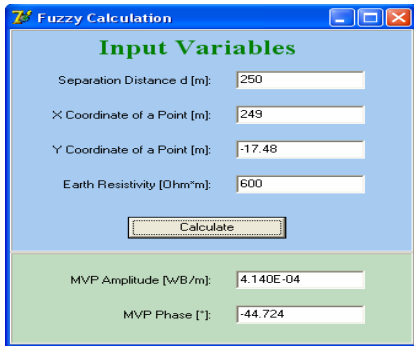 Fuzzy Calculation
Input Variables
Separation Distance d [m]: 250
X Coordinate of a Point [m]: 249
Y Coordinate of a Point [m]: -17.48
Earth Resistivity [Ohm*m]: 600
Calculate
MVP Amplitude [WB/m]: 4.140E-04
MVP Phase [°]: -44.724